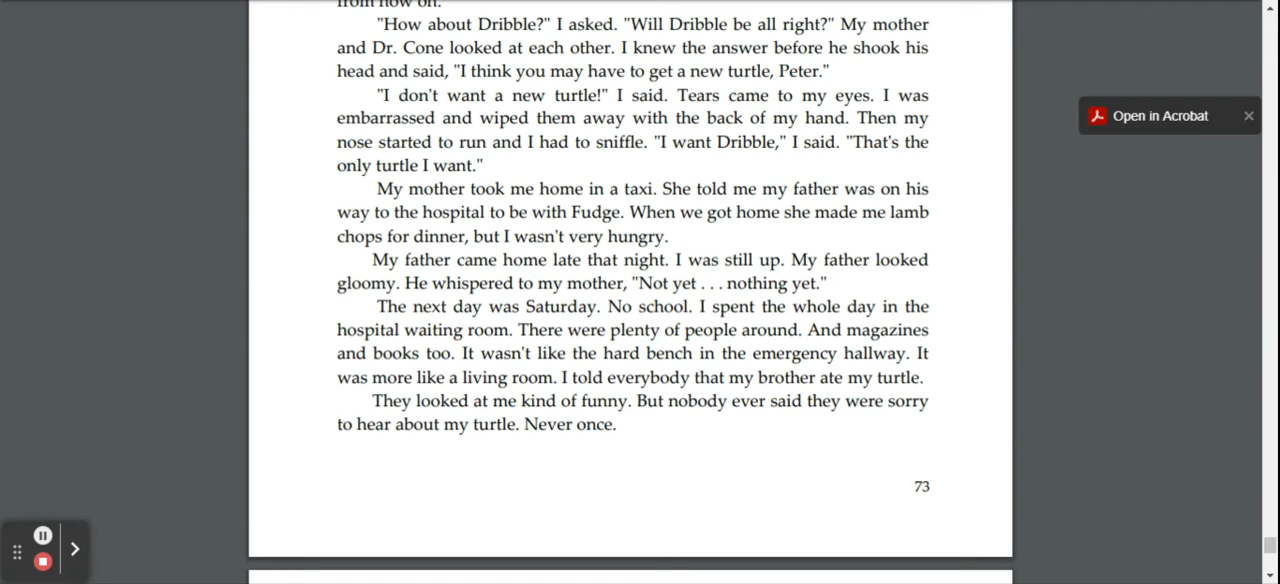 from now on."
"How about Dribble?" I asked. "Will Dribble be all right?" My mother
and Dr. Cone looked at each other. I knew the answer before he shook his
head and said, "I think you may have to get a new turtle, Peter."
"I don't want a new turtle!" I said. Tears came to my eyes. I was
embarrassed and wiped them away with the back of my hand. Then my
nose started to run and I had to sniffle. "I want Dribble," I said. "That's the
only turtle I want."
My mother took me home in a taxi. She told me my father was on his
way to the hospital to be with Fudge. When we got home she made me lamb
chops for dinner, but I wasn't very hungry.
My father came home late that night. I was still up. My father looked
gloomy. He whispered to my mother, "Not yet . . . nothing yet."
The next day was Saturday. No school. I spent the whole day in the
hospital waiting room. There were plenty of people around. And magazines
and books too. It wasn't like the hard bench in the emergency hallway. It
was more like a living room. I told everybody that my brother ate my turtle.
They looked at me kind of funny. But nobody ever said they were sorry
to hear about my turtle. Never once.
73
Open in Acrobat